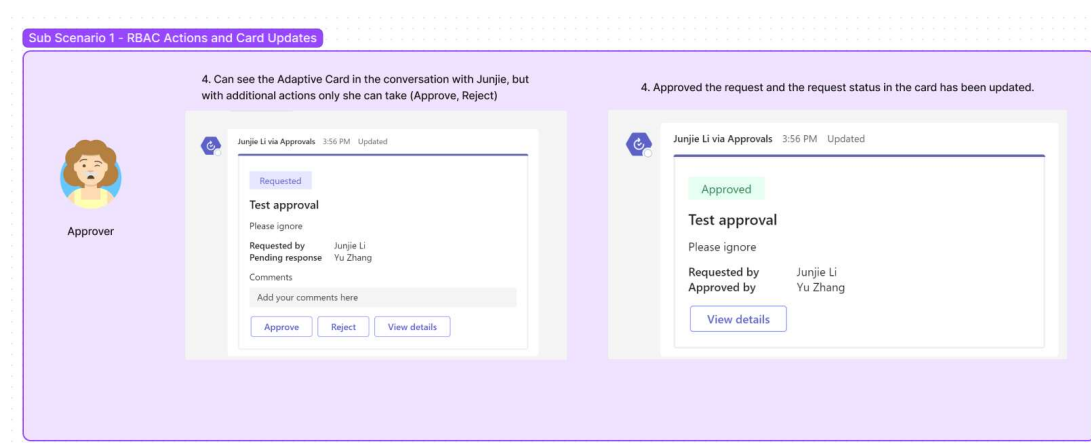 Sub Scenario 1 - RBAC Actions and Card Updates
4. Can see the Adaptive Card in the conversation with Junjie, but
with additional actions only she can take (Approve, Reject)
Junjie Li via Approvals 3:56 PM Updated
Requested
Test approval
Please ignore
Requested by Junjie Li
Pending response Yu Zhang
Comments
Add your comments here
Approve Reject View details
Approver
4. Approved the request and the request status in the card has been updated.
Junjie Li via Approvals 3:56 PM Updated
Approved
Test approval
Please ignore
Requested by Junjie Li
Approved by Yu Zhang
View details